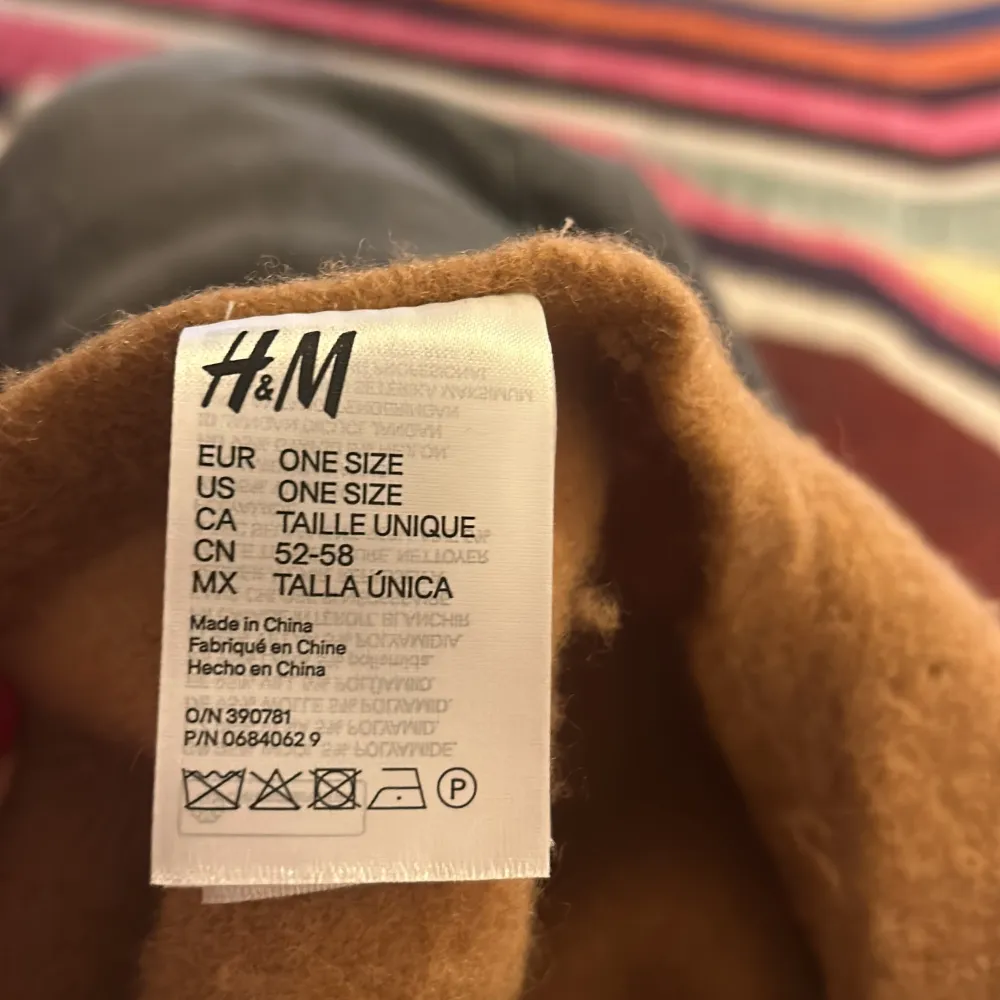 H&M
EUR ONE SIZE
US ONE SIZE
CA TAILLE UNIQUE
CN 52-58
MX TALLA ÚNICA
Made in China
Fabriqué en Chine
Hecho en China
O/N 390781
P/N 0684062 9
P